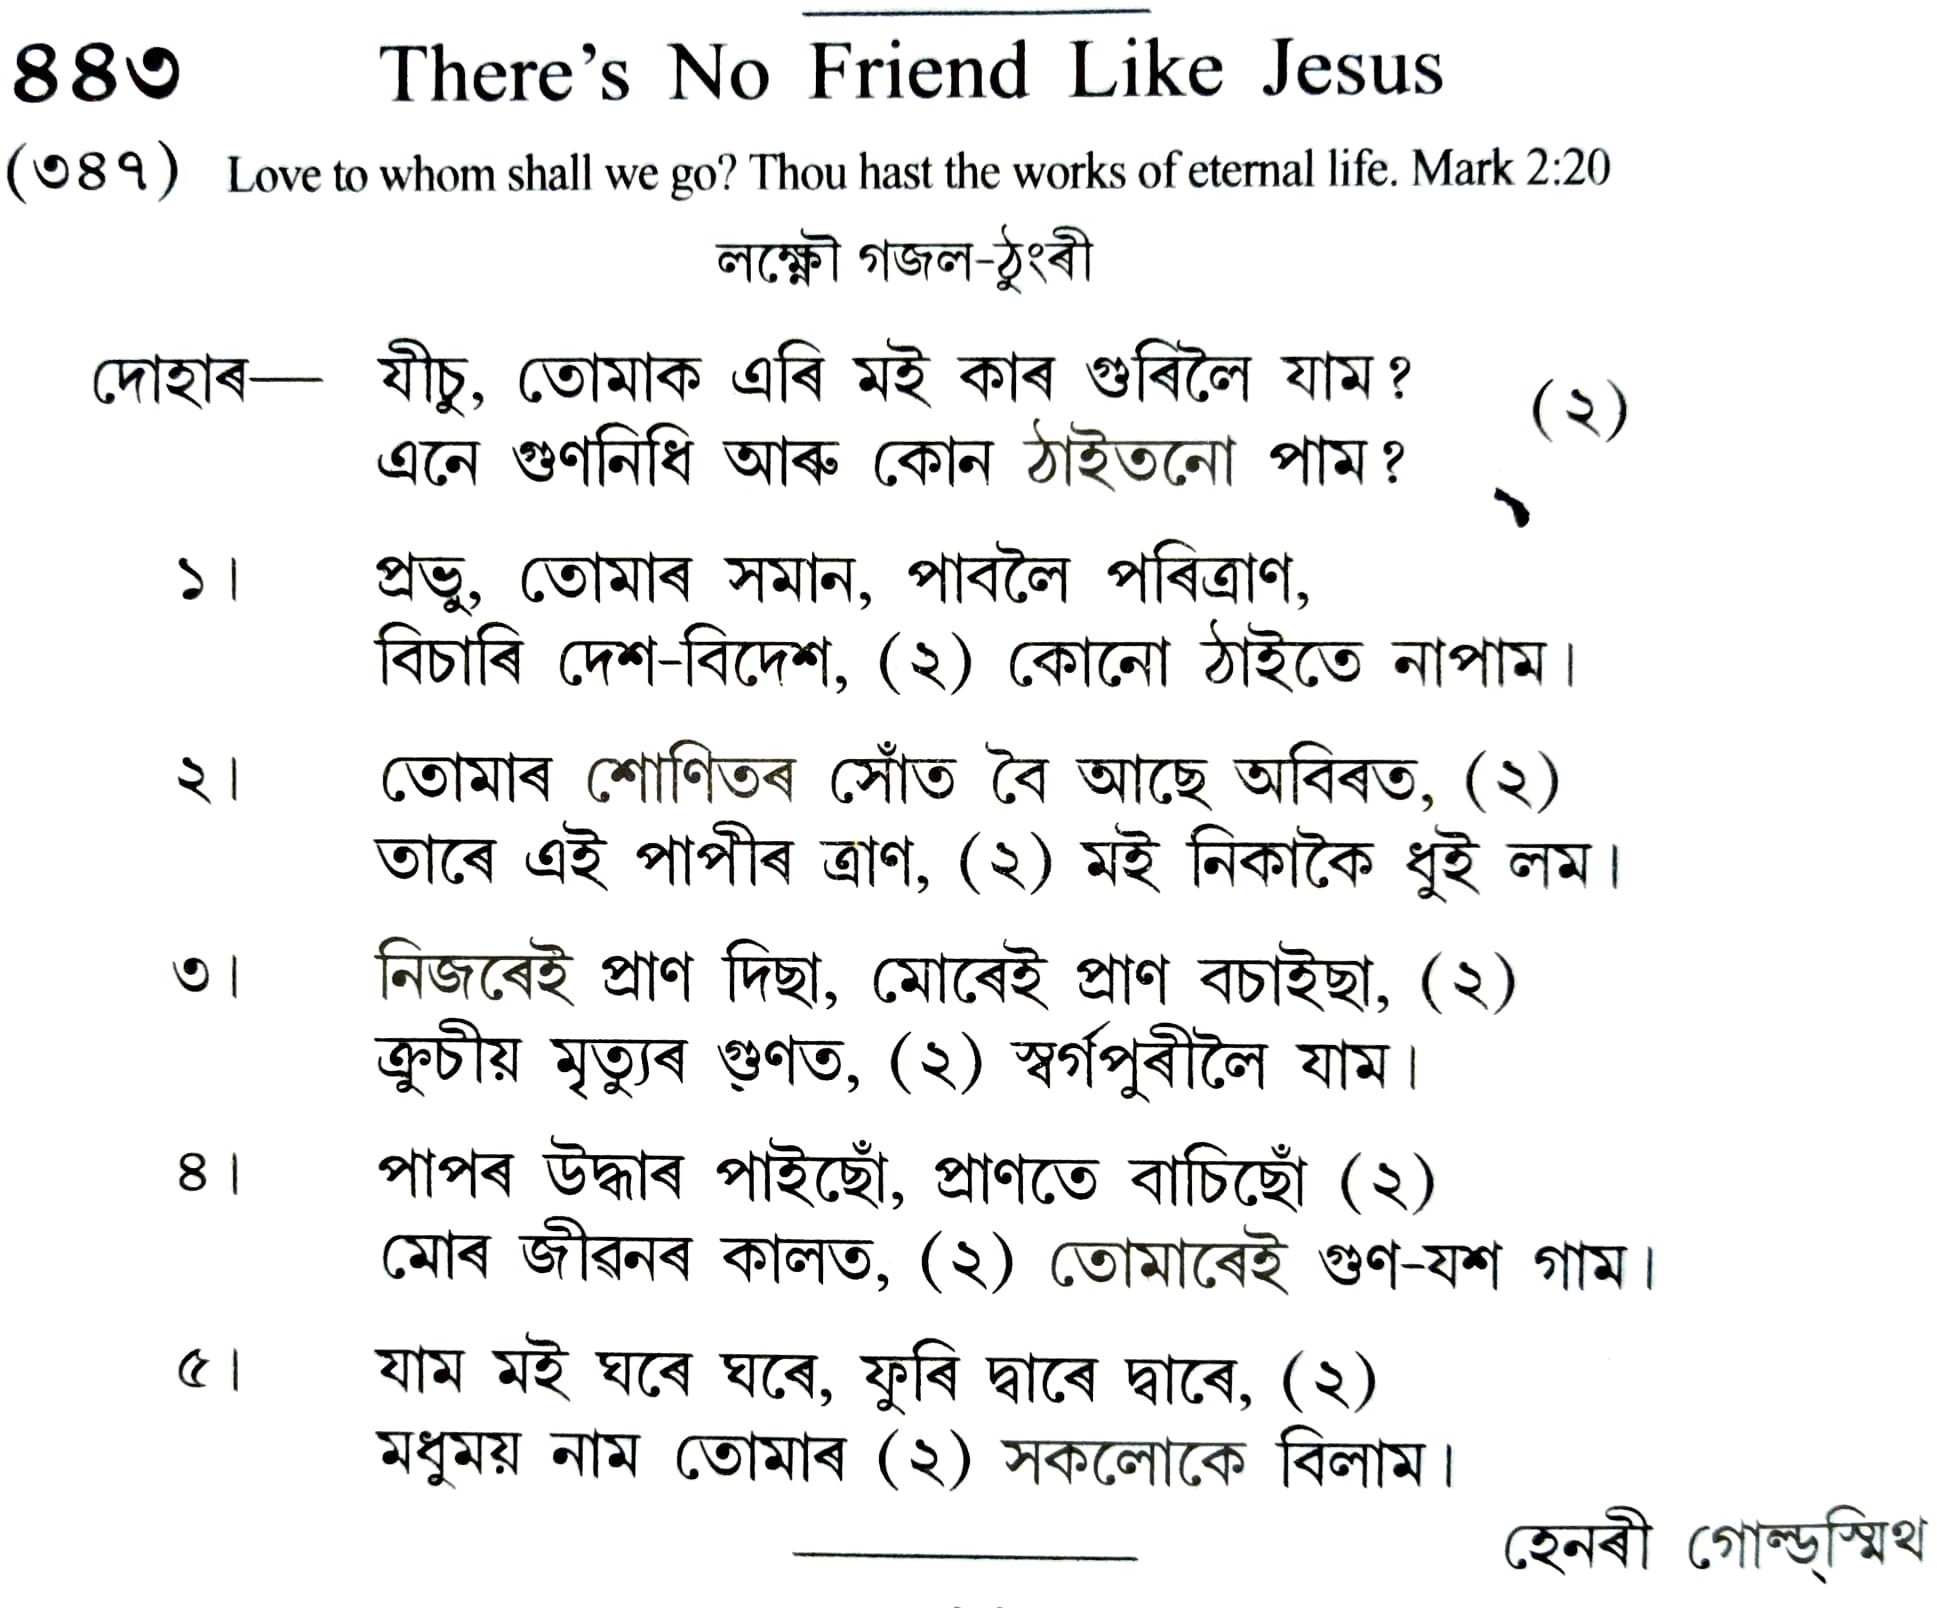 ৪৪৩ There's No Friend Like Jesus
(৩৪৭) Love to whom shall we go? Thou hast the works of eternal life. Mark 2:20
লক্ষ্ণৌ গজল-ঠুংৰী
দোহাৰ— যীচু, তোমাক এৰি মই কাৰ গুৰিলৈ যাম? (২)
এনে গুণনিধি আৰু কোন ঠাইতনো পাম?
১। প্ৰভু, তোমাৰ সমান, পাবলৈ পৰিত্ৰাণ,
বিচাৰি দেশ-বিদেশ, (২) কোনো ঠাইতে নাপাম।
২। তোমাৰ শোণিতৰ সোঁত বৈ আছে অবিৰত, (২)
তাৰে এই পাপীৰ ত্ৰাণ, (২) মই নিকাকৈ ধুই লম।
৩। নিজৰেই প্ৰাণ দিছা, মোৰেই প্ৰাণ বচাইছা, (২)
ক্ৰুচীয় মৃত্যুৰ গুণত, (২) স্বৰ্গপুৰীলৈ যাম।
৪। পাপৰ উদ্ধাৰ পাইছোঁ, প্ৰাণতে বাচিছোঁ (২)
মোৰ জীৱনৰ কালত, (২) তোমাৰেই গুণ-যশ গাম।
৫। যাম মই ঘৰে ঘৰে, ফুৰি দ্বাৰে দ্বাৰে, (২)
মধুময় নাম তোমাৰ (২) সকলোকে বিলাম।
হেনৰী গোল্ড্‌স্মিথ